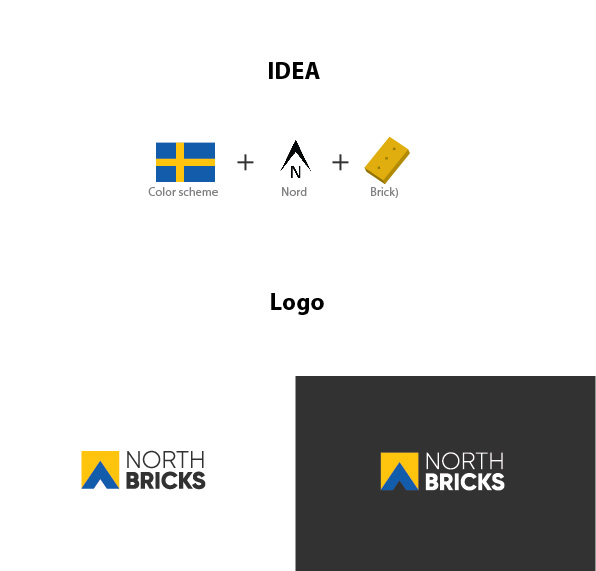 IDEA
+ +
N
Color scheme Nord Brick)
Logo
NORTH
BRICKS
NORTH
BRICKS